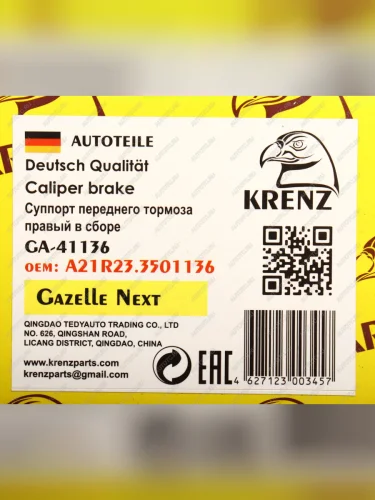 AUTOTEILE
Deutsch Qualität
Caliper brake
Суппорт переднего тормоза
правый в сборе
GA-41136
OEM: A21R23.3501136
KRENZ
GAZELLE NEXT
QINGDAO TEDYAUTO TRADING CO., LTD
NO. 626, QINGSHAN ROAD,
LICANG DISTRICT, QINGDAO, CHINA
www.krenzparts.com
krenzparts@gmail.com
EAC
4 627123 003457